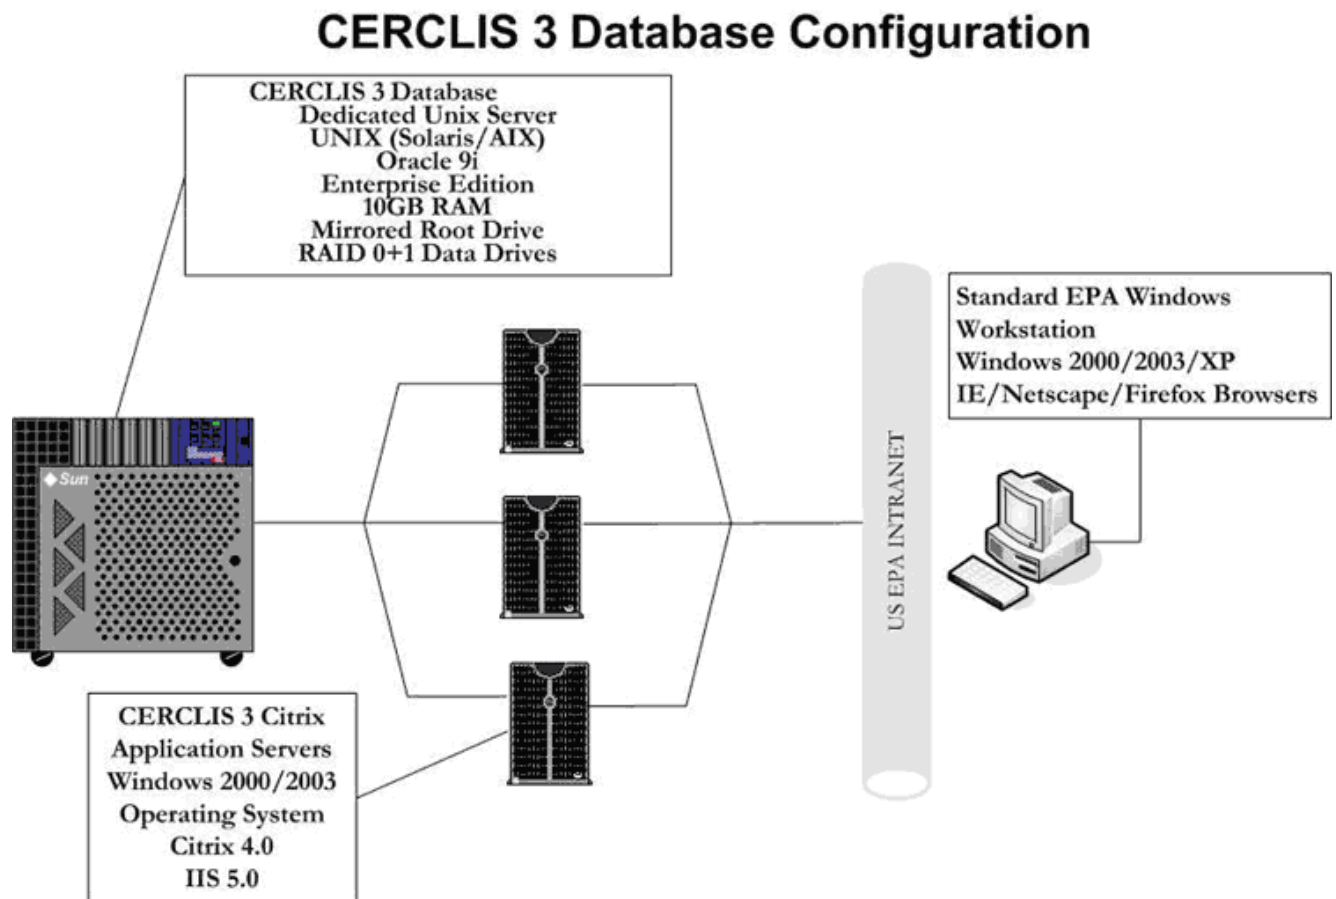 CERCLIS 3 Database Configuration
CERCLIS 3 Database
Dedicated Unix Server
UNIX (Solaris/AIX)
Oracle 9i
Enterprise Edition
10GB RAM
Mirrored Root Drive
RAID 0+1 Data Drives
Standard EPA Windows
Workstation
Windows 2000/2003/XP
IE/Netscape/Firefox Browsers
Sun
US EPA INTRANET
CERCLIS 3 Citrix
Application Servers
Windows 2000/2003
Operating System
Citrix 4.0
IIS 5.0